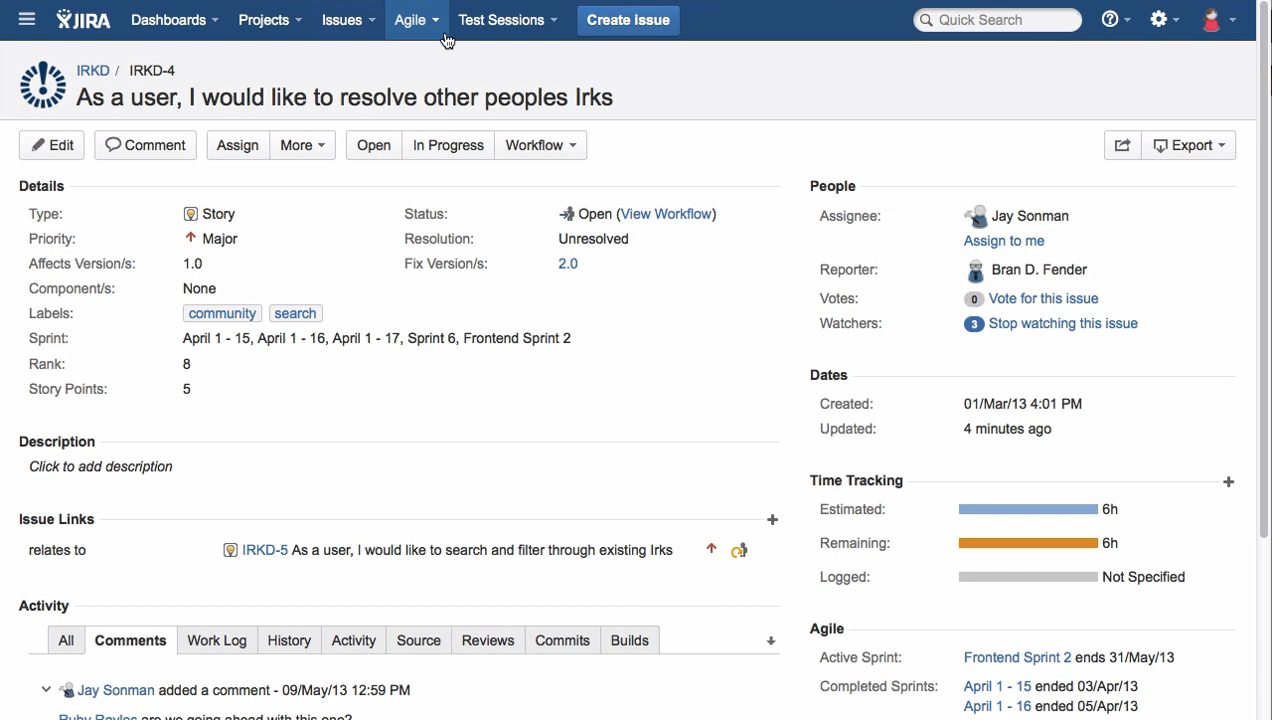 JIRA Dashboards Projects Issues Agile Test Sessions Create Issue Quick Search
IRKD / IRKD-4
As a user, I would like to resolve other peoples Irks
Edit Comment Assign More Open In Progress Workflow Export
Details
Type: Story Status: Open (View Workflow)
Priority: Major Resolution: Unresolved
Affects Version/s: 1.0 Fix Version/s: 2.0
Component/s: None
Labels: community search
Sprint: April 1 - 15, April 1 - 16, April 1 - 17, Sprint 6, Frontend Sprint 2
Rank: 8
Story Points: 5
Description
Click to add description
Issue Links
relates to IRKD-5 As a user, I would like to search and filter through existing Irks
Activity
All Comments Work Log History Activity Source Reviews Commits Builds
Jay Sonman added a comment - 09/May/13 12:59 PM
Ruby Rayles are we going ahead with this one?
People
Assignee: Jay Sonman
Assign to me
Reporter: Bran D. Fender
Votes: 0 Vote for this issue
Watchers: 3 Stop watching this issue
Dates
Created: 01/Mar/13 4:01 PM
Updated: 4 minutes ago
Time Tracking
Estimated: 6h
Remaining: 6h
Logged: Not Specified
Agile
Active Sprint: Frontend Sprint 2 ends 31/May/13
Completed Sprints: April 1 - 15 ended 03/Apr/13
April 1 - 16 ended 05/Apr/13